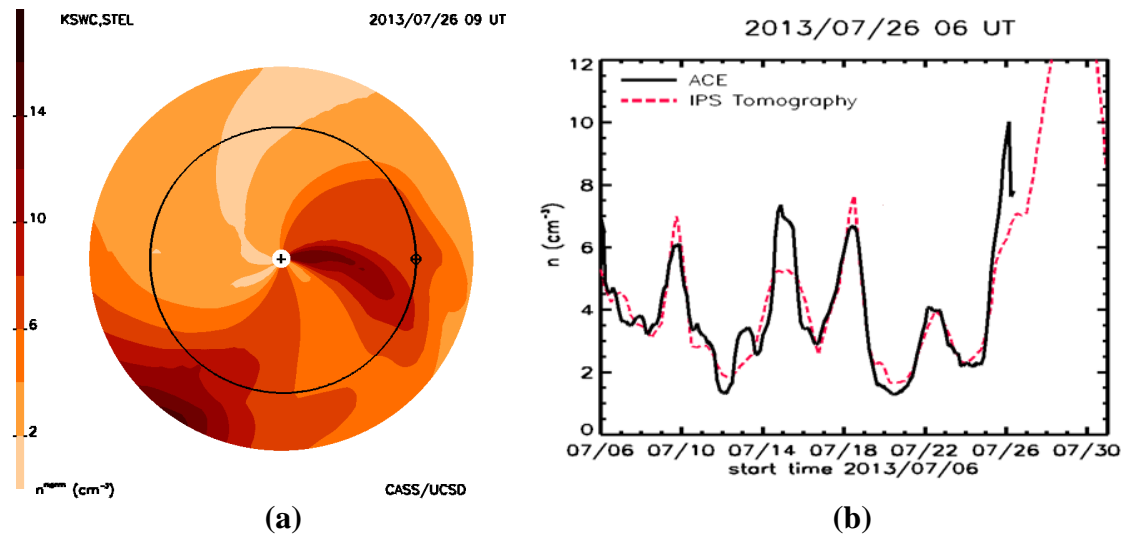 KSWC,STEL 2013/07/26 09 UT
14
10
6
2
n^norm (cm⁻³)
CASS/UCSD
(a)
2013/07/26 06 UT
ACE
IPS Tomography
n (cm⁻³)
12
10
8
6
4
2
0
07/06 07/10 07/14 07/18 07/22 07/26 07/30
start time 2013/07/06
(b)